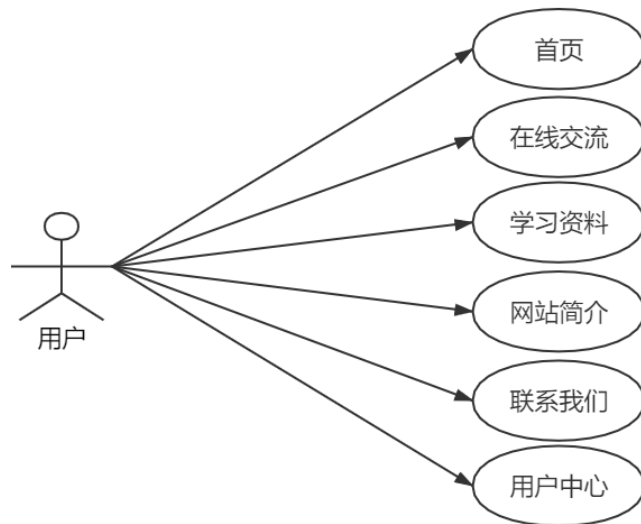 首页
在线交流
学习资料
网站简介
用户
联系我们
用户中心